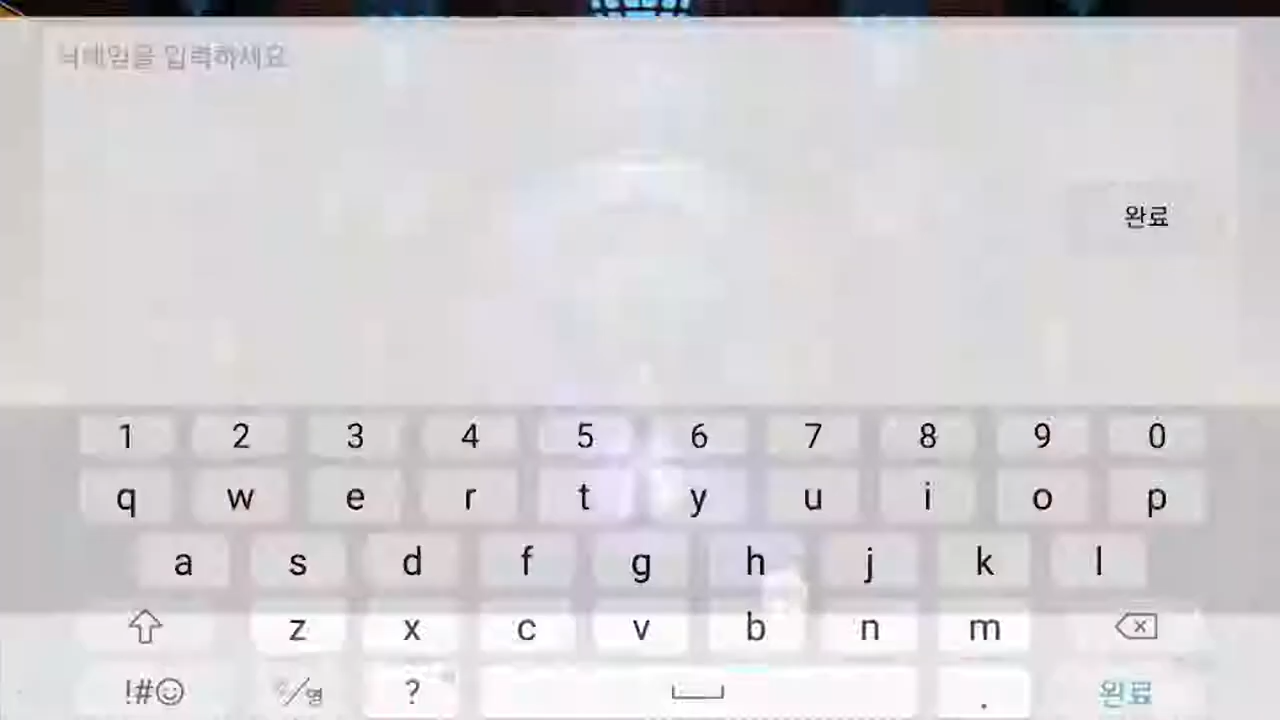 닉네임을 입력하세요
완료
1 2 3 4 5 6 7 8 9 0
q w e r t y u i o p
a s d f g h j k l
z x c v b n m
!#☺ /영 ? .  완료